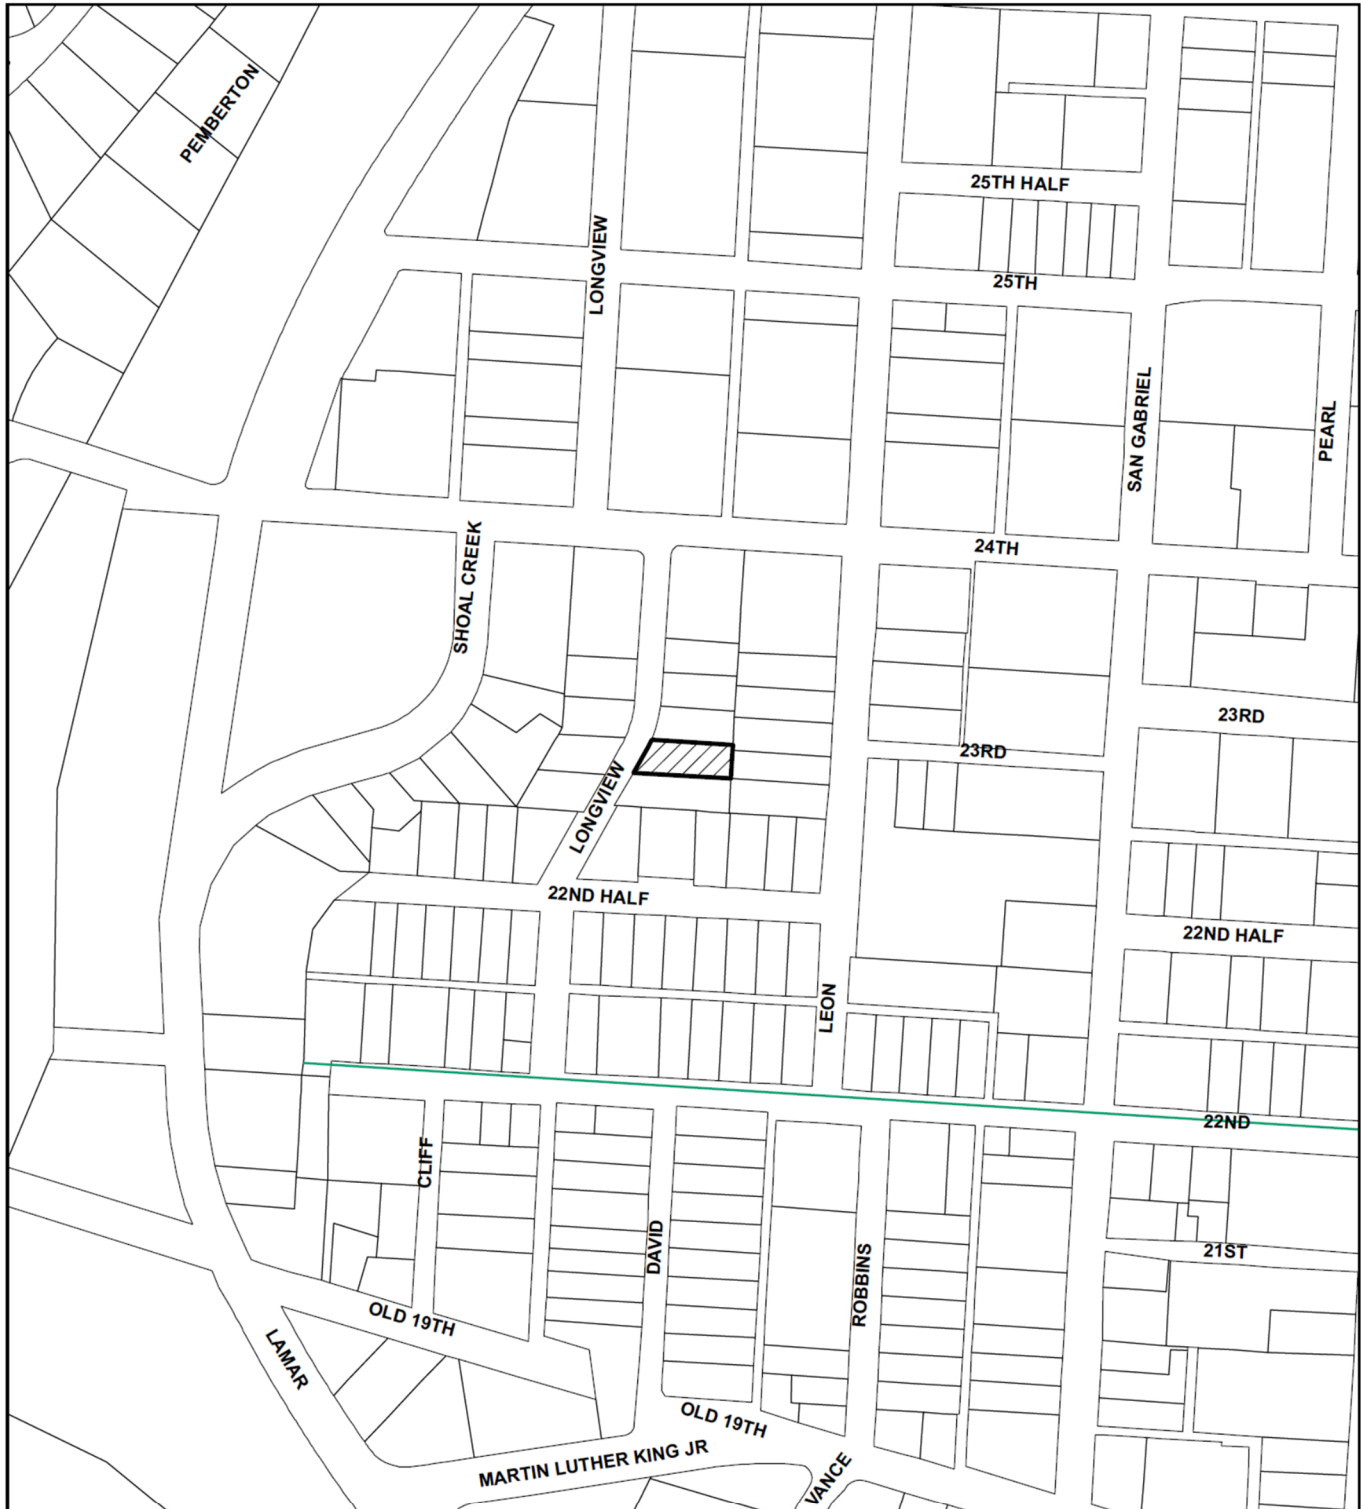 PEMBERTON
25TH HALF
LONGVIEW
25TH
SAN GABRIEL
PEARL
SHOAL CREEK
24TH
23RD
23RD
LONGVIEW
22ND HALF
22ND HALF
LEON
22ND
CLIFF
DAVID
21ST
ROBBINS
OLD 19TH
LAMAR
OLD 19TH
MARTIN LUTHER KING JR
VANCE